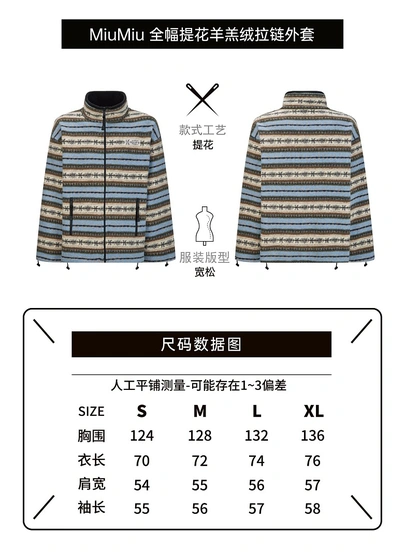 MiuMiu 全幅提花羊羔绒拉链外套
款式工艺
提花
服装版型
宽松
尺码数据图
人工平铺测量-可能存在1~3偏差
SIZE S M L XL
胸围 124 128 132 136
衣长 70 72 74 76
肩宽 54 55 56 57
袖长 55 56 57 58